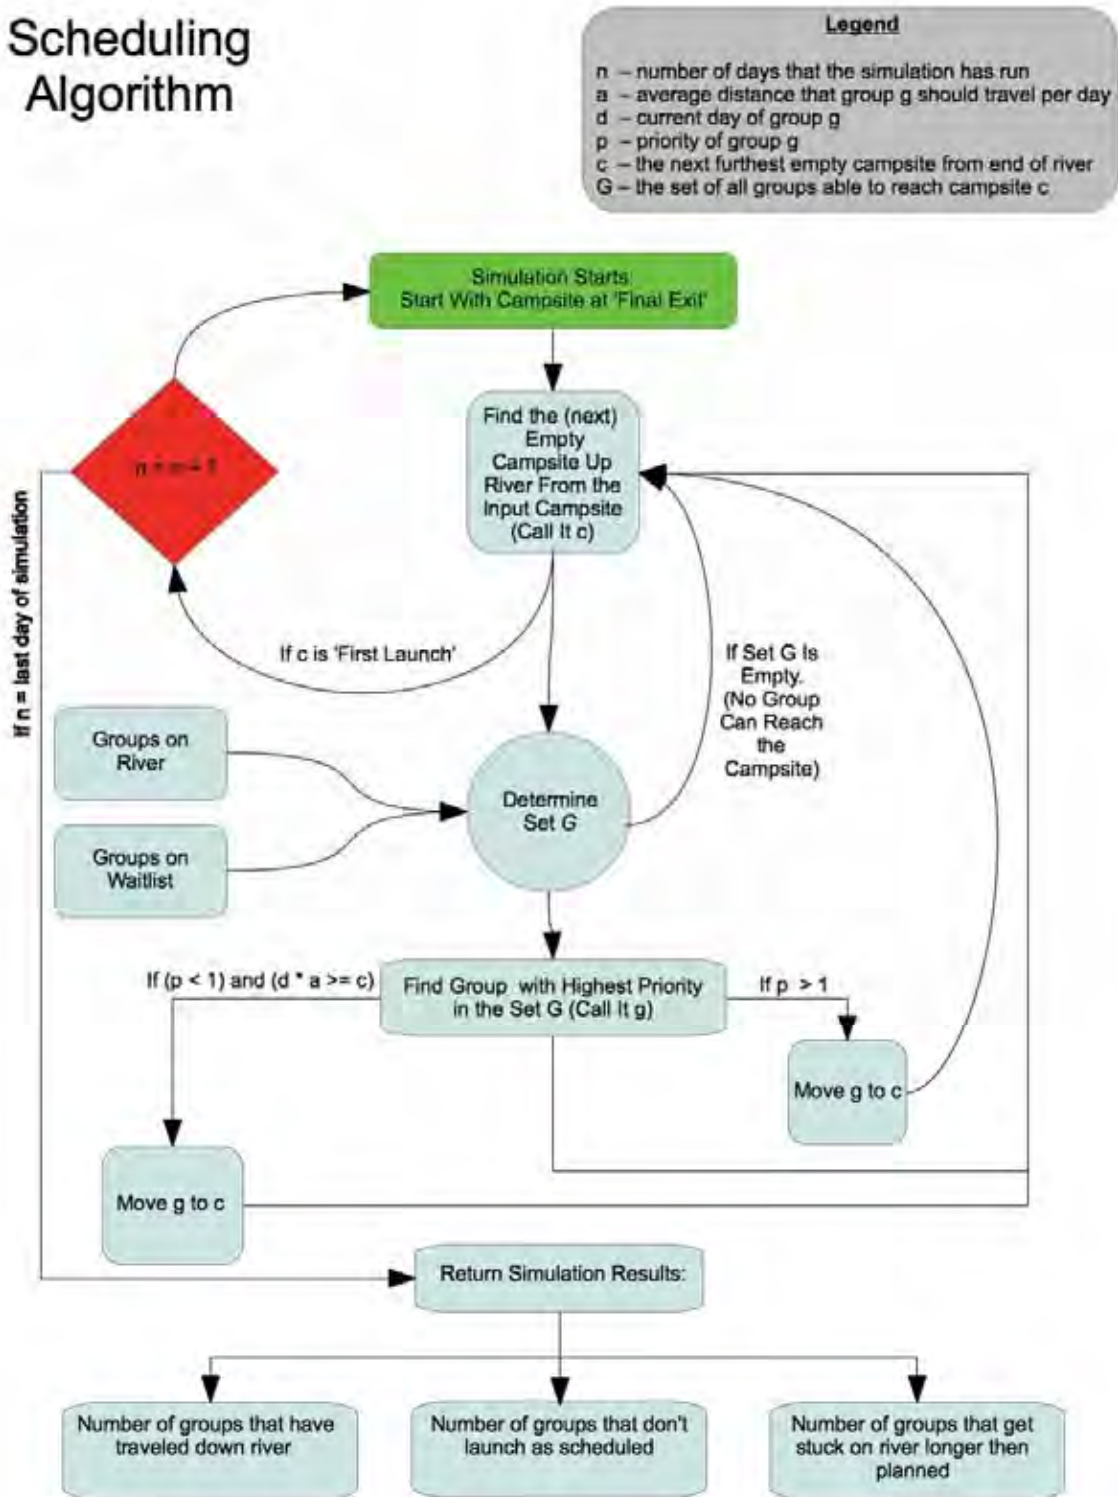 Scheduling
Algorithm
Legend
n – number of days that the simulation has run
a – average distance that group g should travel per day
d – current day of group g
p – priority of group g
c – the next furthest empty campsite from end of river
G – the set of all groups able to reach campsite c
Simulation Starts
Start With Campsite at 'Final Exit'
Find the (next)
Empty
Campsite Up
River From the
Input Campsite
(Call It c)
If n = last day of simulation
If c is 'First Launch'
If Set G Is
Empty.
(No Group
Can Reach
the
Campsite)
Groups on
River
Determine
Set G
Groups on
Waitlist
If (p < 1) and (d * a >= c)
Find Group with Highest Priority
in the Set G (Call It g)
If p > 1
Move g to c
Move g to c
Return Simulation Results:
Number of groups that have
traveled down river
Number of groups that don't
launch as scheduled
Number of groups that get
stuck on river longer then
planned